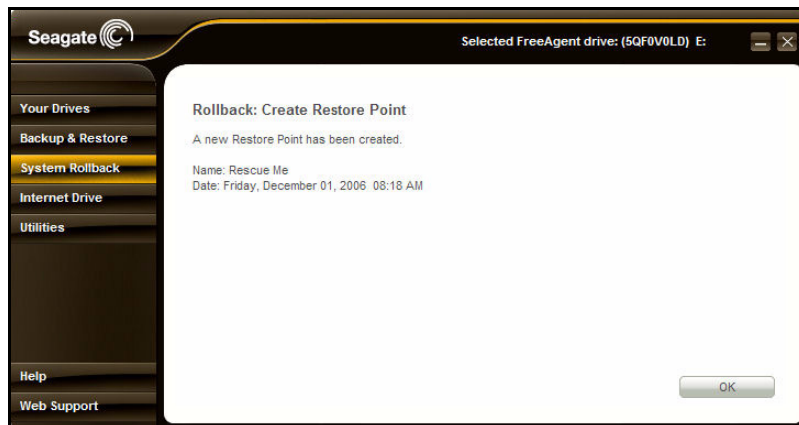 Seagate
Selected FreeAgent drive: (5QF0V0LD) E:
Your Drives
Backup & Restore
System Rollback
Internet Drive
Utilities
Help
Web Support
Rollback: Create Restore Point
A new Restore Point has been created.
Name: Rescue Me
Date: Friday, December 01, 2006 08:18 AM
OK